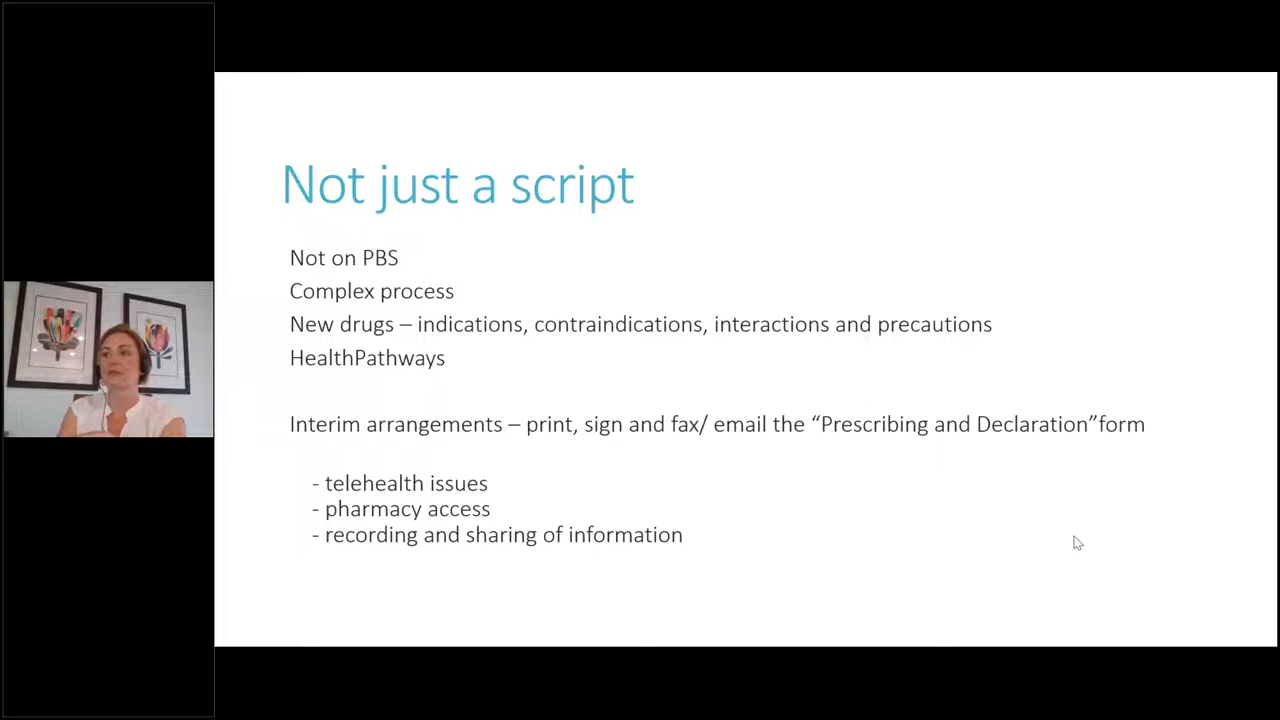 Not just a script
Not on PBS
Complex process
New drugs – indications, contraindications, interactions and precautions
HealthPathways
Interim arrangements – print, sign and fax/ email the “Prescribing and Declaration”form
- telehealth issues
- pharmacy access
- recording and sharing of information